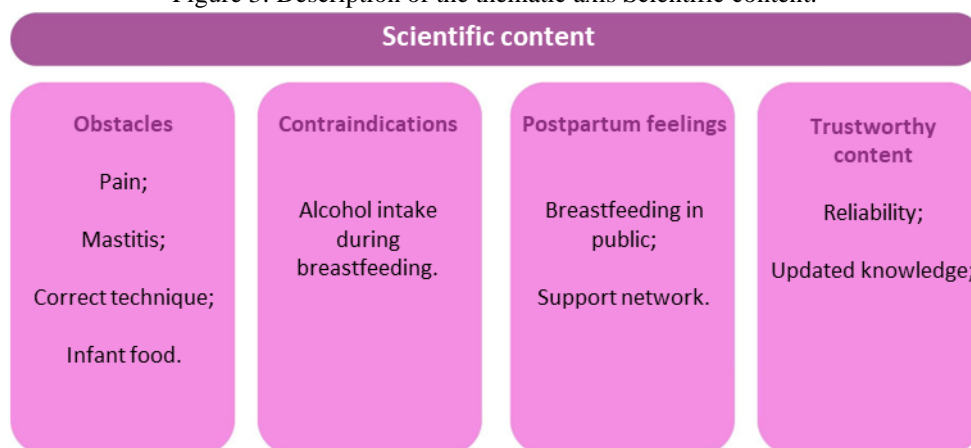 Figure 3: Description of the thematic axis Scientific content.
Scientific content
Obstacles
Pain;
Mastitis;
Correct technique;
Infant food.
Contraindications
Alcohol intake
during
breastfeeding.
Postpartum feelings
Breastfeeding in
public;
Support network.
Trustworthy
content
Reliability;
Updated knowledge;